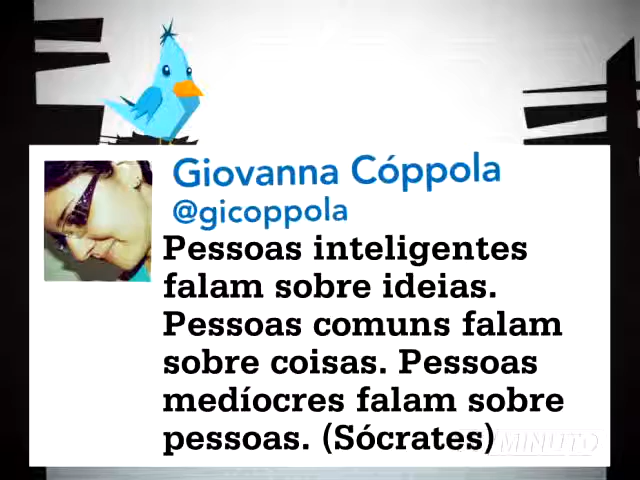 Giovanna Cóppola
@gicoppola
Pessoas inteligentes
falam sobre ideias.
Pessoas comuns falam
sobre coisas. Pessoas
medíocres falam sobre
pessoas. (Sócrates)
MINUTO